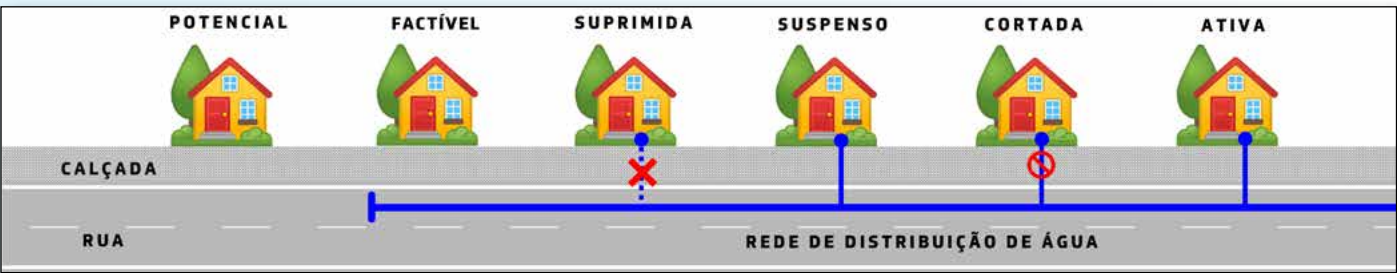 POTENCIAL FACTÍVEL SUPRIMIDA SUSPENSO CORTADA ATIVA
CALÇADA
RUA REDE DE DISTRIBUIÇÃO DE ÁGUA